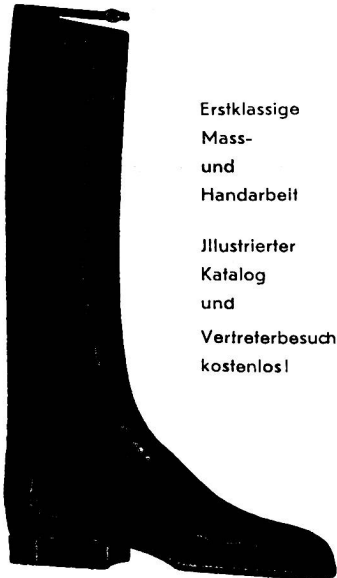 Erstklassige
Mass-
und
Handarbeit
Jllustrierter
Katalog
und
Vertreterbesuch
kostenlos!